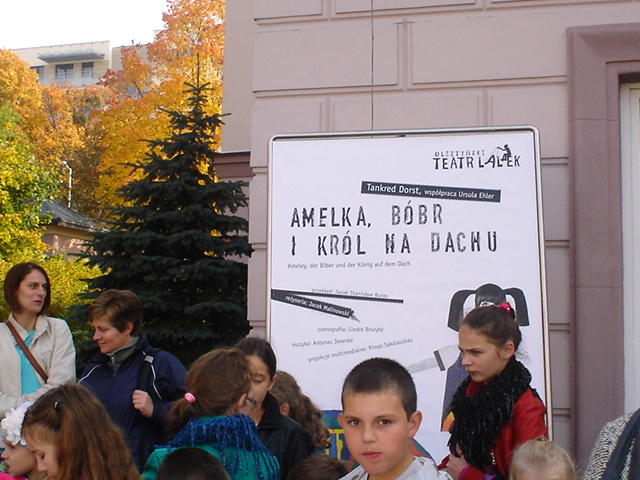 OLSZTYŃSKI
TEATR LALEK
Tankred Dorst, współpraca Ursula Ehler
AMELKA, BÓBR
I KRÓL NA DACHU
Ameley, der Biber und der König auf dem Dach
przekład: Jacek Stanisław Buras
reżyseria: Jacek Malinowski
scenografia: Giedrė Brazytė
muzyka: Antanas Jasenka
projekcje multimedialne: Rimas Sakalauskas